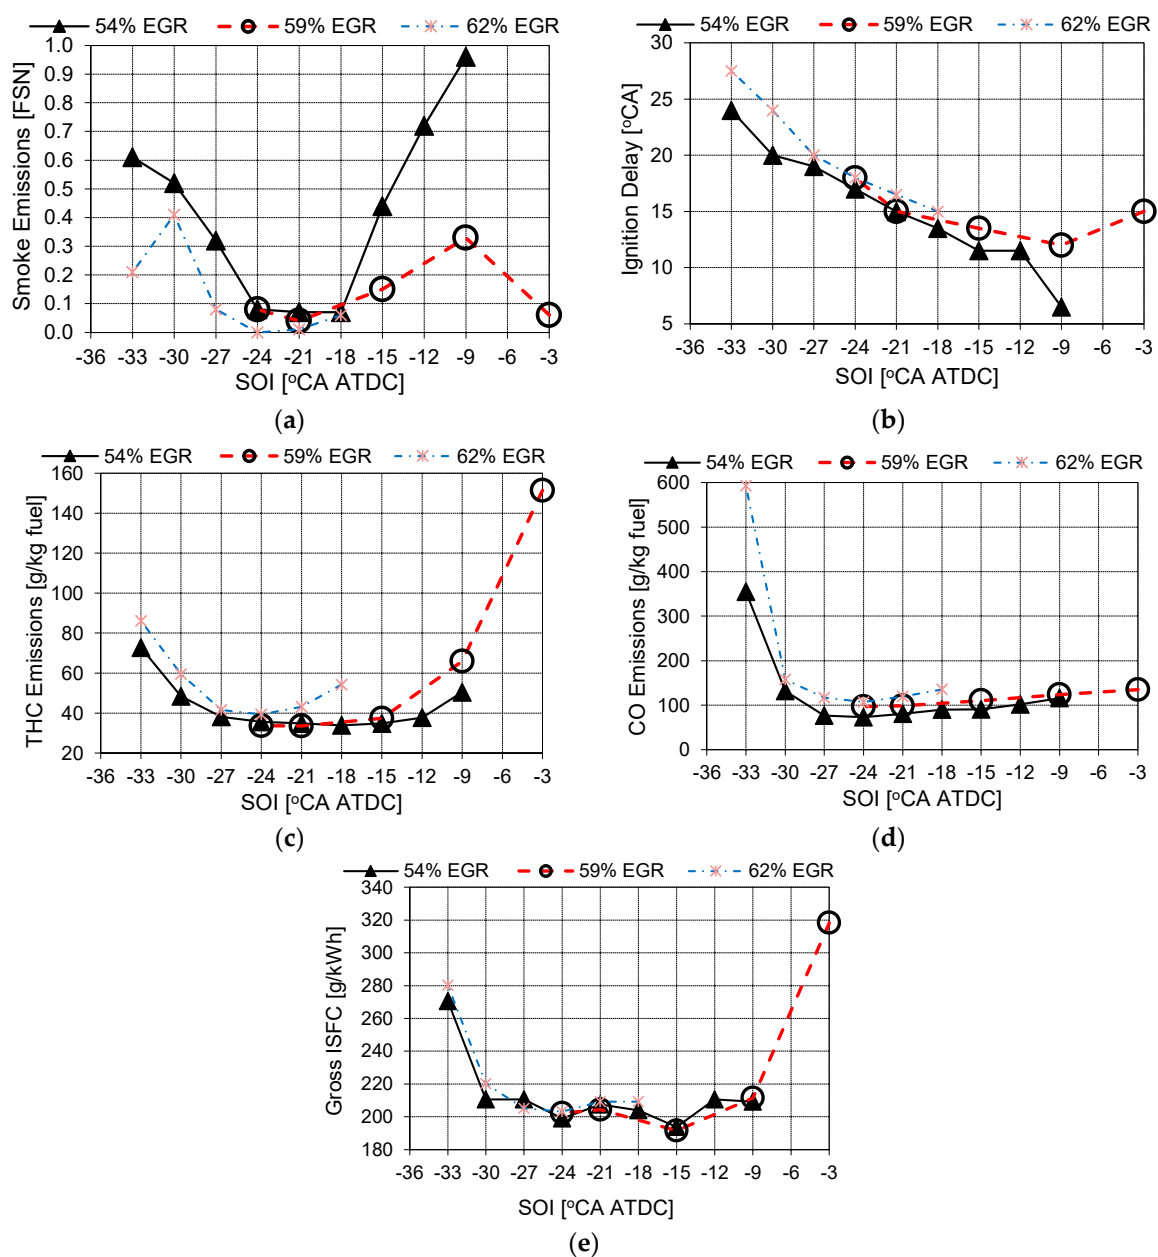 54% EGR 59% EGR 62% EGR
1.0
0.9
0.8
0.7
0.6
0.5
0.4
0.3
0.2
0.1
0.0
Smoke Emissions [FSN]
-36 -33 -30 -27 -24 -21 -18 -15 -12 -9 -6 -3
SOI [ºCA ATDC]
(a)
54% EGR 59% EGR 62% EGR
30
25
20
15
10
5
Ignition Delay [ºCA]
-36 -33 -30 -27 -24 -21 -18 -15 -12 -9 -6 -3
SOI [ºCA ATDC]
(b)
54% EGR 59% EGR 62% EGR
160
140
120
100
80
60
40
20
THC Emissions [g/kg fuel]
-36 -33 -30 -27 -24 -21 -18 -15 -12 -9 -6 -3
SOI [ºCA ATDC]
(c)
54% EGR 59% EGR 62% EGR
600
500
400
300
200
100
0
CO Emissions [g/kg fuel]
-36 -33 -30 -27 -24 -21 -18 -15 -12 -9 -6 -3
SOI [ºCA ATDC]
(d)
54% EGR 59% EGR 62% EGR
340
320
300
280
260
240
220
200
180
Gross ISFC [g/kWh]
-36 -33 -30 -27 -24 -21 -18 -15 -12 -9 -6 -3
SOI [ºCA ATDC]
(e)